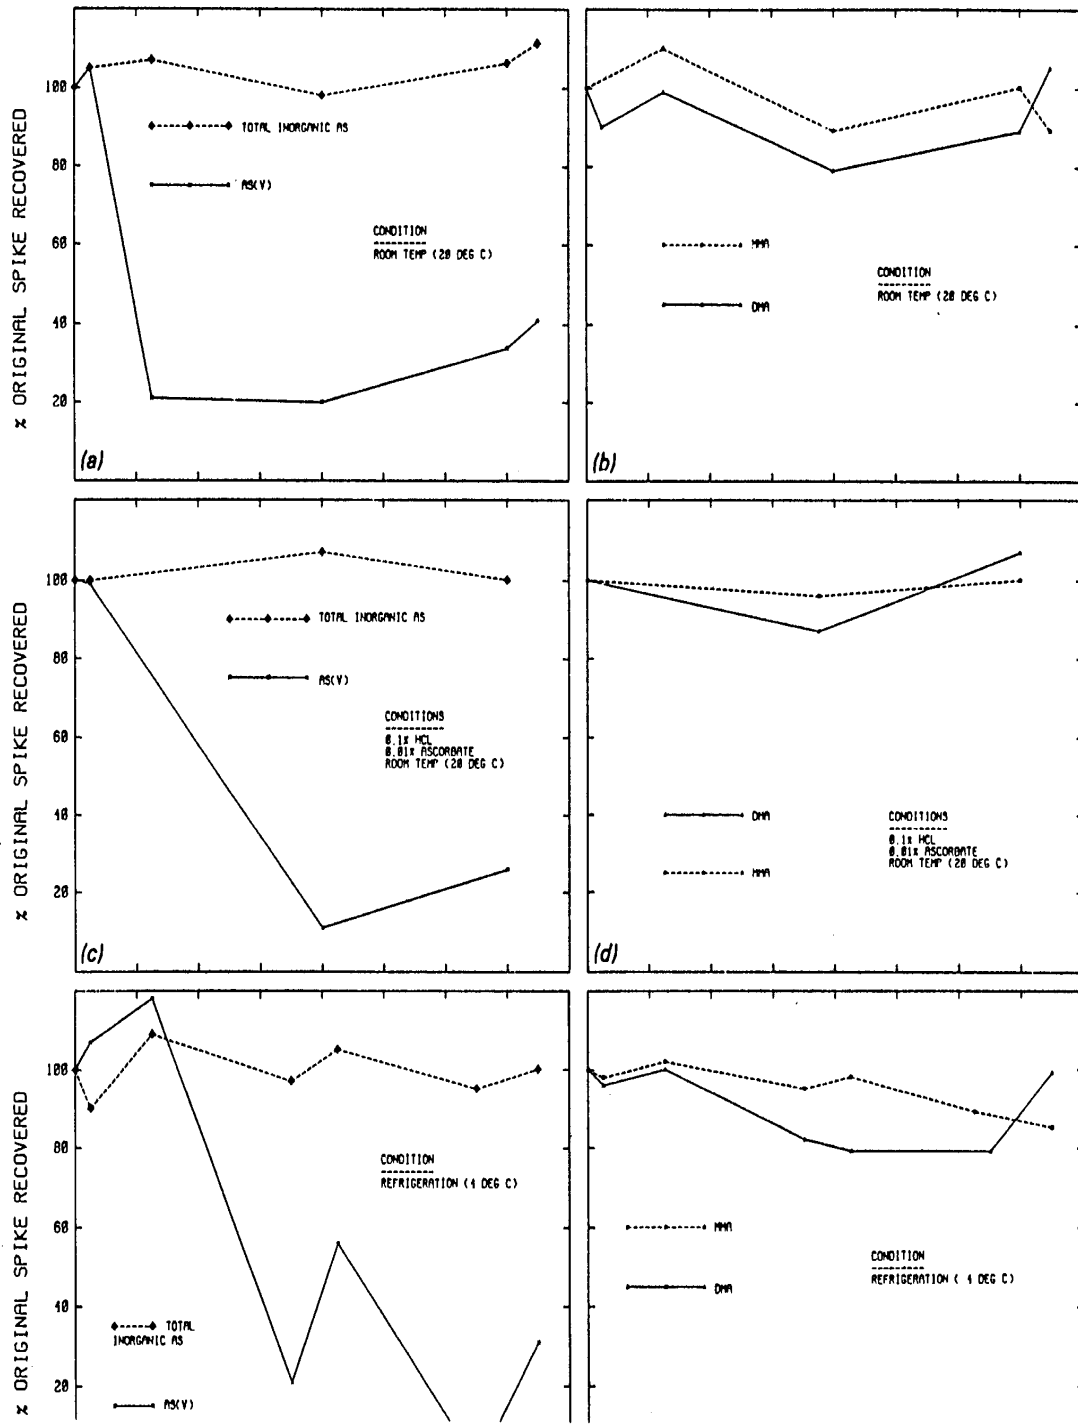 % ORIGINAL SPIKE RECOVERED
100
80
60
40
20
TOTAL INORGANIC AS
AS(V)
CONDITION
ROOM TEMP (20 DEG C)
(a)
MMA
DMA
CONDITION
ROOM TEMP (20 DEG C)
(b)
% ORIGINAL SPIKE RECOVERED
100
80
60
40
20
TOTAL INORGANIC AS
AS(V)
CONDITIONS
0.1% HCL
0.01% ASCORBATE
ROOM TEMP (20 DEG C)
(c)
DMA
MMA
CONDITIONS
0.1% HCL
0.01% ASCORBATE
ROOM TEMP (20 DEG C)
(d)
% ORIGINAL SPIKE RECOVERED
100
80
60
40
20
CONDITION
REFRIGERATION (4 DEG C)
TOTAL
INORGANIC AS
AS(V)
MMA
DMA
CONDITION
REFRIGERATION ( 4 DEG C)